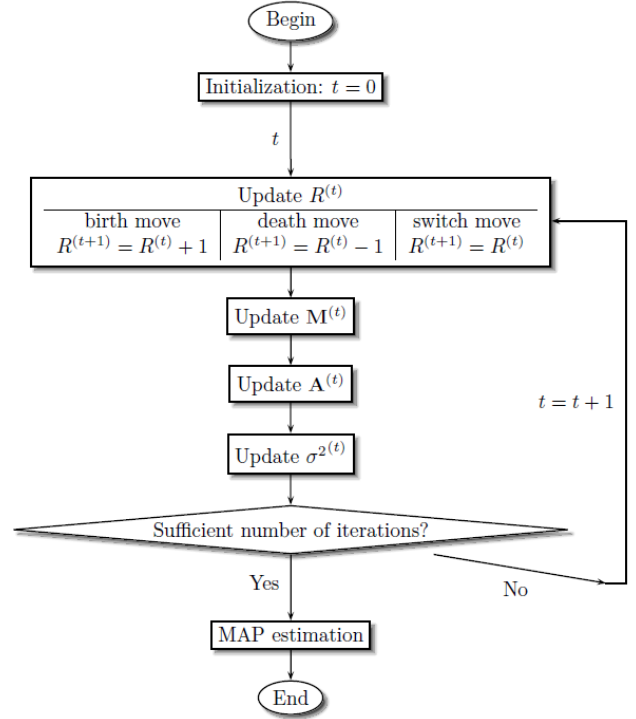 Begin
Initialization: t = 0
t
Update R^(t)
birth move
R^(t+1) = R^(t) + 1
death move
R^(t+1) = R^(t) − 1
switch move
R^(t+1) = R^(t)
Update M^(t)
Update A^(t)
t = t + 1
Update σ²^(t)
Sufficient number of iterations?
Yes
No
MAP estimation
End